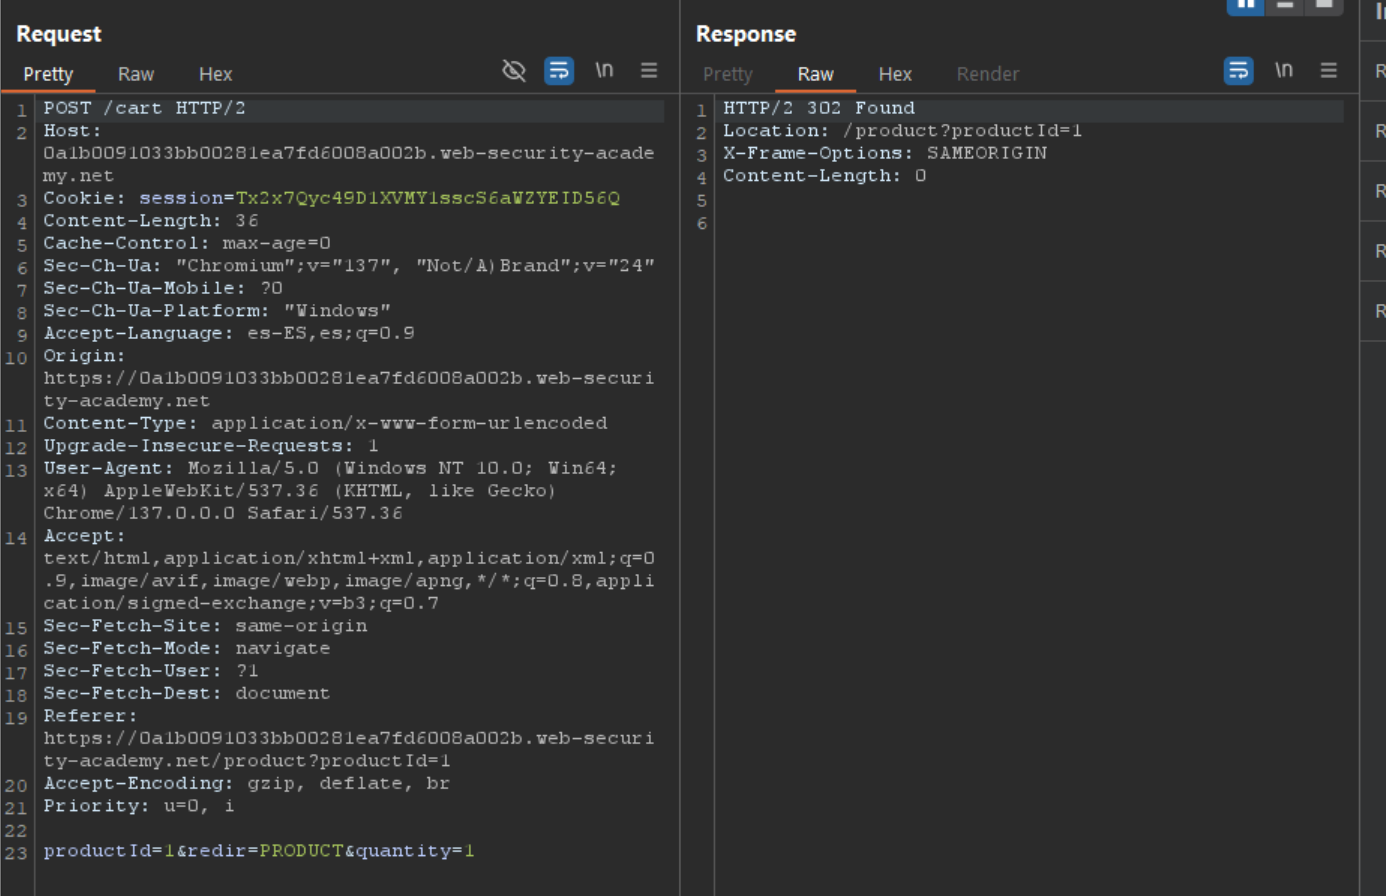 Request
Pretty Raw Hex \n
1 POST /cart HTTP/2
2 Host:
0a1b0091033bb00281ea7fd6008a002b.web-security-acade
my.net
3 Cookie: session=Tx2x7Qyc49D1XVMY1sscS6aWZYEID56Q
4 Content-Length: 36
5 Cache-Control: max-age=0
6 Sec-Ch-Ua: "Chromium";v="137", "Not/A)Brand";v="24"
7 Sec-Ch-Ua-Mobile: ?0
8 Sec-Ch-Ua-Platform: "Windows"
9 Accept-Language: es-ES,es;q=0.9
10 Origin:
https://0a1b0091033bb00281ea7fd6008a002b.web-securi
ty-academy.net
11 Content-Type: application/x-www-form-urlencoded
12 Upgrade-Insecure-Requests: 1
13 User-Agent: Mozilla/5.0 (Windows NT 10.0; Win64;
x64) AppleWebKit/537.36 (KHTML, like Gecko)
Chrome/137.0.0.0 Safari/537.36
14 Accept:
text/html,application/xhtml+xml,application/xml;q=0
.9,image/avif,image/webp,image/apng,*/*;q=0.8,appli
cation/signed-exchange;v=b3;q=0.7
15 Sec-Fetch-Site: same-origin
16 Sec-Fetch-Mode: navigate
17 Sec-Fetch-User: ?1
18 Sec-Fetch-Dest: document
19 Referer:
https://0a1b0091033bb00281ea7fd6008a002b.web-securi
ty-academy.net/product?productId=1
20 Accept-Encoding: gzip, deflate, br
21 Priority: u=0, i
22
23 productId=1&redir=PRODUCT&quantity=1
Response
Pretty Raw Hex Render \n
1 HTTP/2 302 Found
2 Location: /product?productId=1
3 X-Frame-Options: SAMEORIGIN
4 Content-Length: 0
5
6